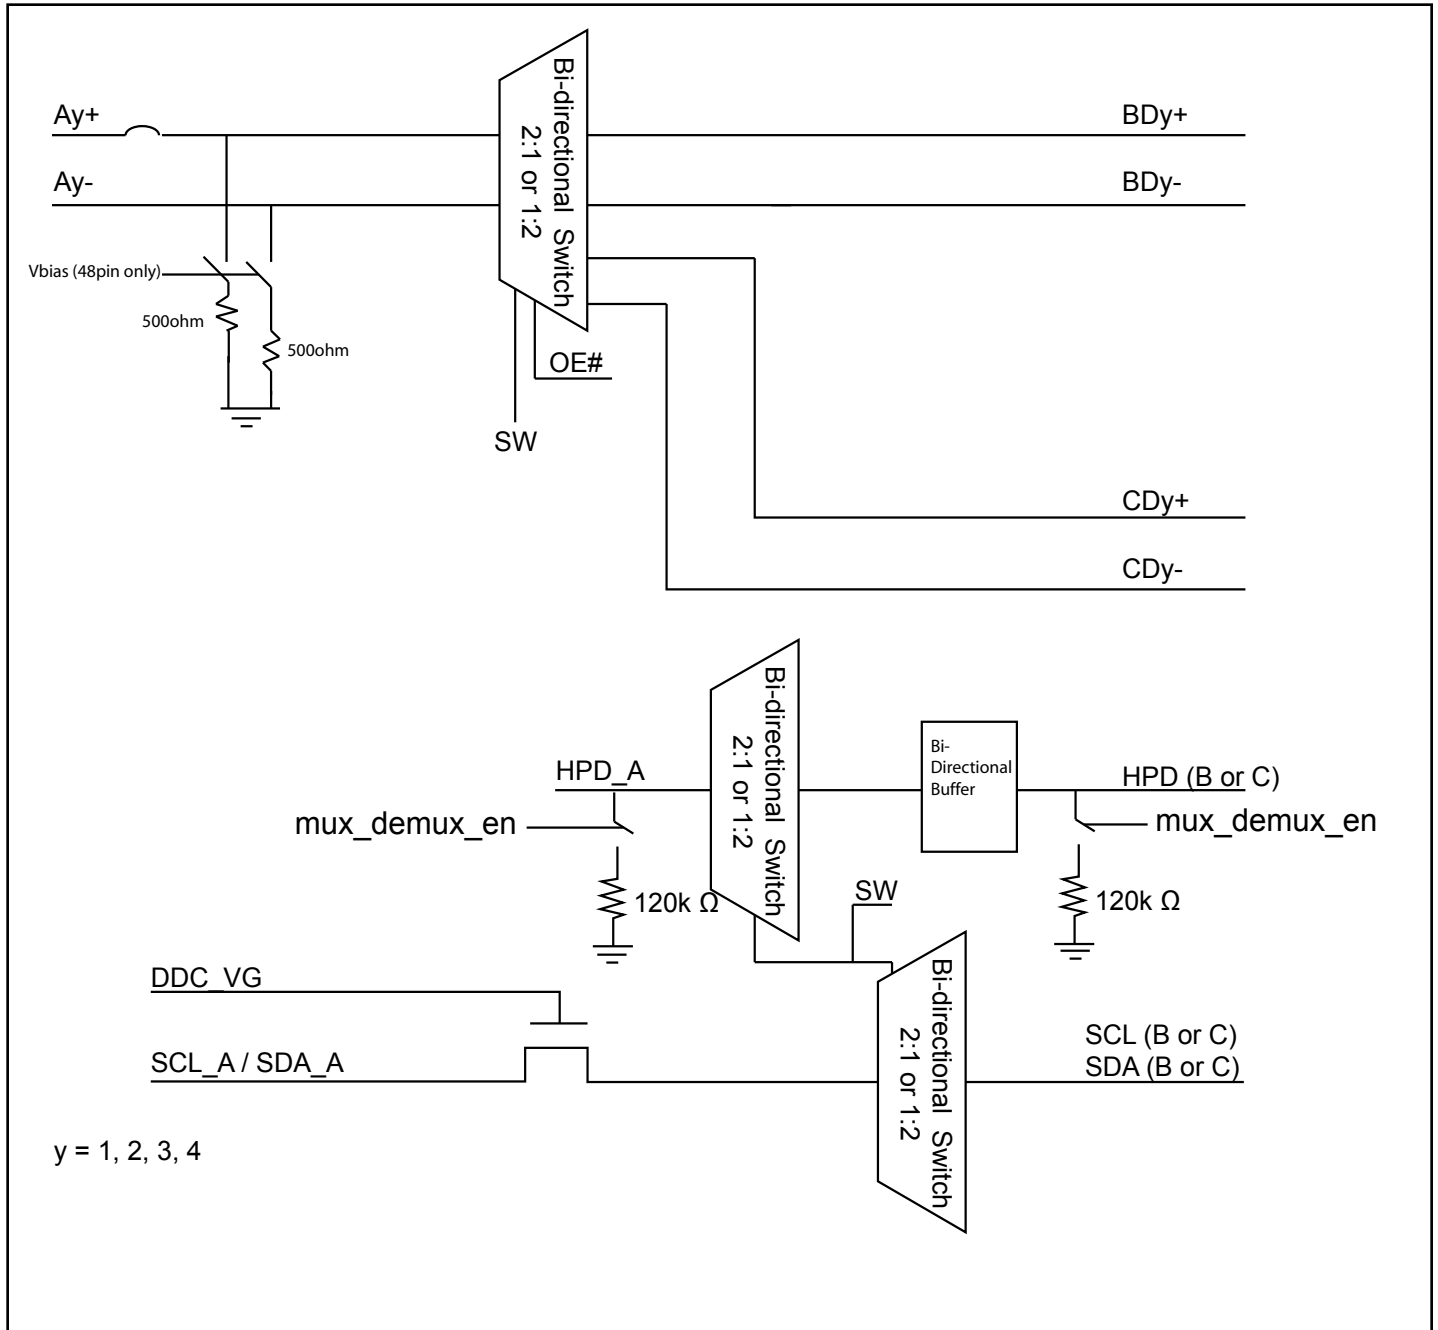 Ay+
BDy+
Ay-
BDy-
Bi-directional Switch
2:1 or 1:2
Vbias (48pin only)
500ohm
500ohm
OE#
SW
CDy+
CDy-
Bi-directional Switch
2:1 or 1:2
HPD_A
Bi-
Directional
Buffer
HPD (B or C)
mux_demux_en
mux_demux_en
120k Ω
SW
120k Ω
DDC_VG
Bi-directional Switch
2:1 or 1:2
SCL_A / SDA_A
SCL (B or C)
SDA (B or C)
y = 1, 2, 3, 4